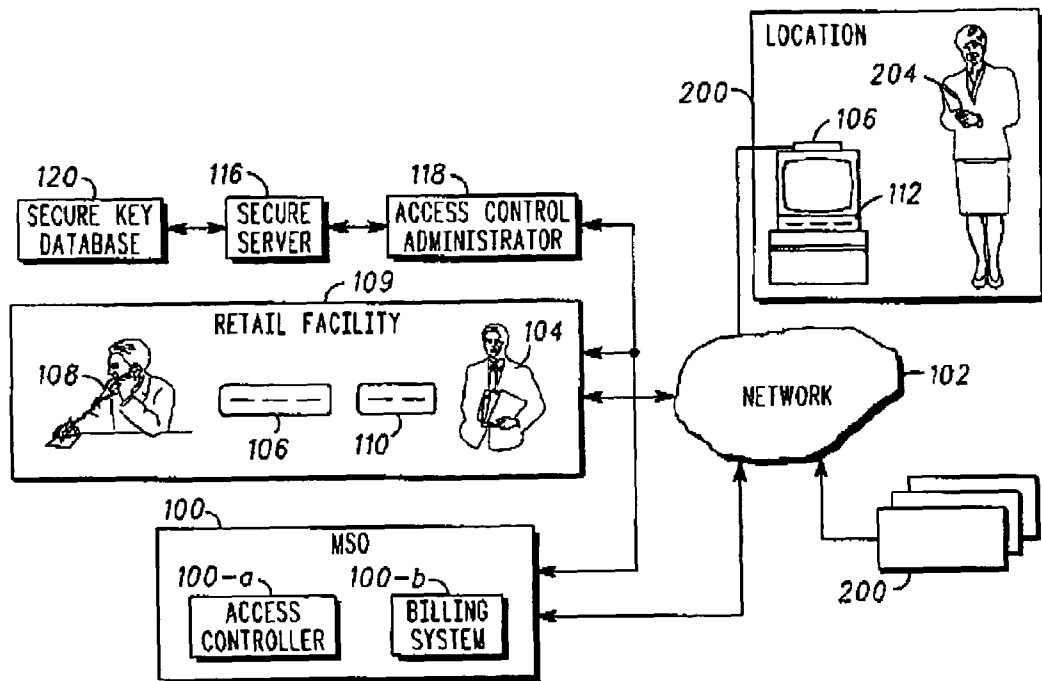 LOCATION
200
204
106
112
120
116
118
SECURE KEY
DATABASE
SECURE
SERVER
ACCESS CONTROL
ADMINISTRATOR
109
RETAIL FACILITY
108
106
110
104
NETWORK
102
100
MSO
100-a
100-b
ACCESS
CONTROLLER
BILLING
SYSTEM
200